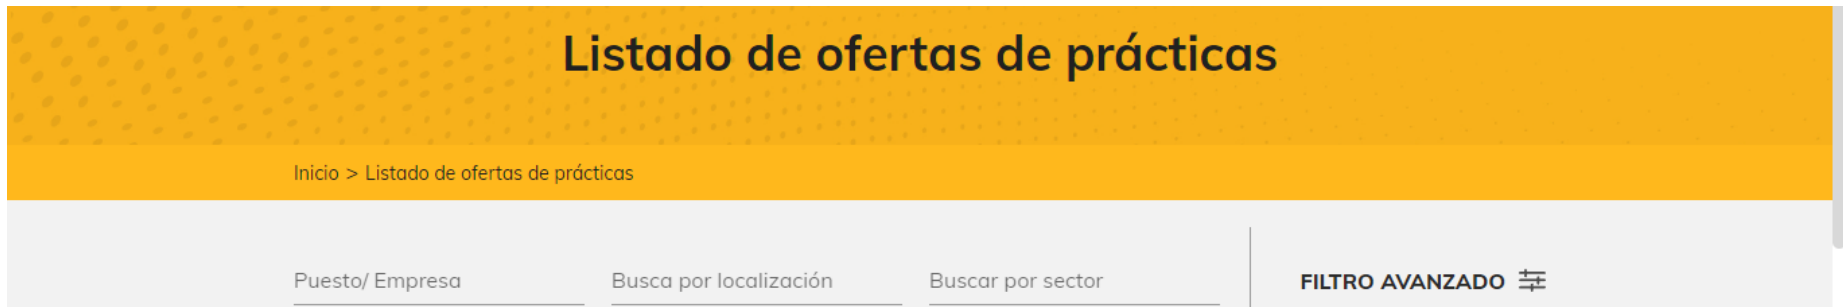 Listado de ofertas de prácticas
Inicio > Listado de ofertas de prácticas
Puesto/ Empresa
Busca por localización
Buscar por sector
FILTRO AVANZADO